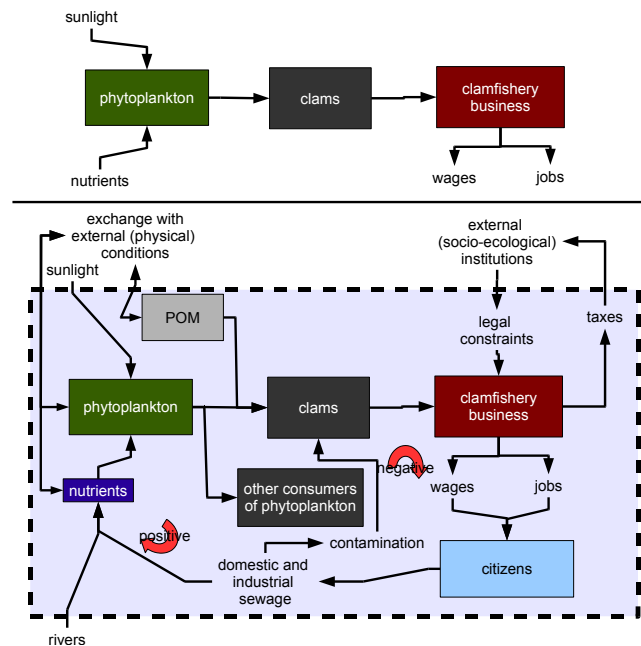 sunlight
phytoplankton
clams
clamfishery
business
nutrients
wages
jobs
exchange with
external (physical)
conditions
sunlight
external
(socio-ecological)
institutions
POM
legal
constraints
taxes
phytoplankton
clams
clamfishery
business
negative
nutrients
other consumers
of phytoplankton
wages
jobs
positive
contamination
domestic and
industrial
sewage
citizens
rivers